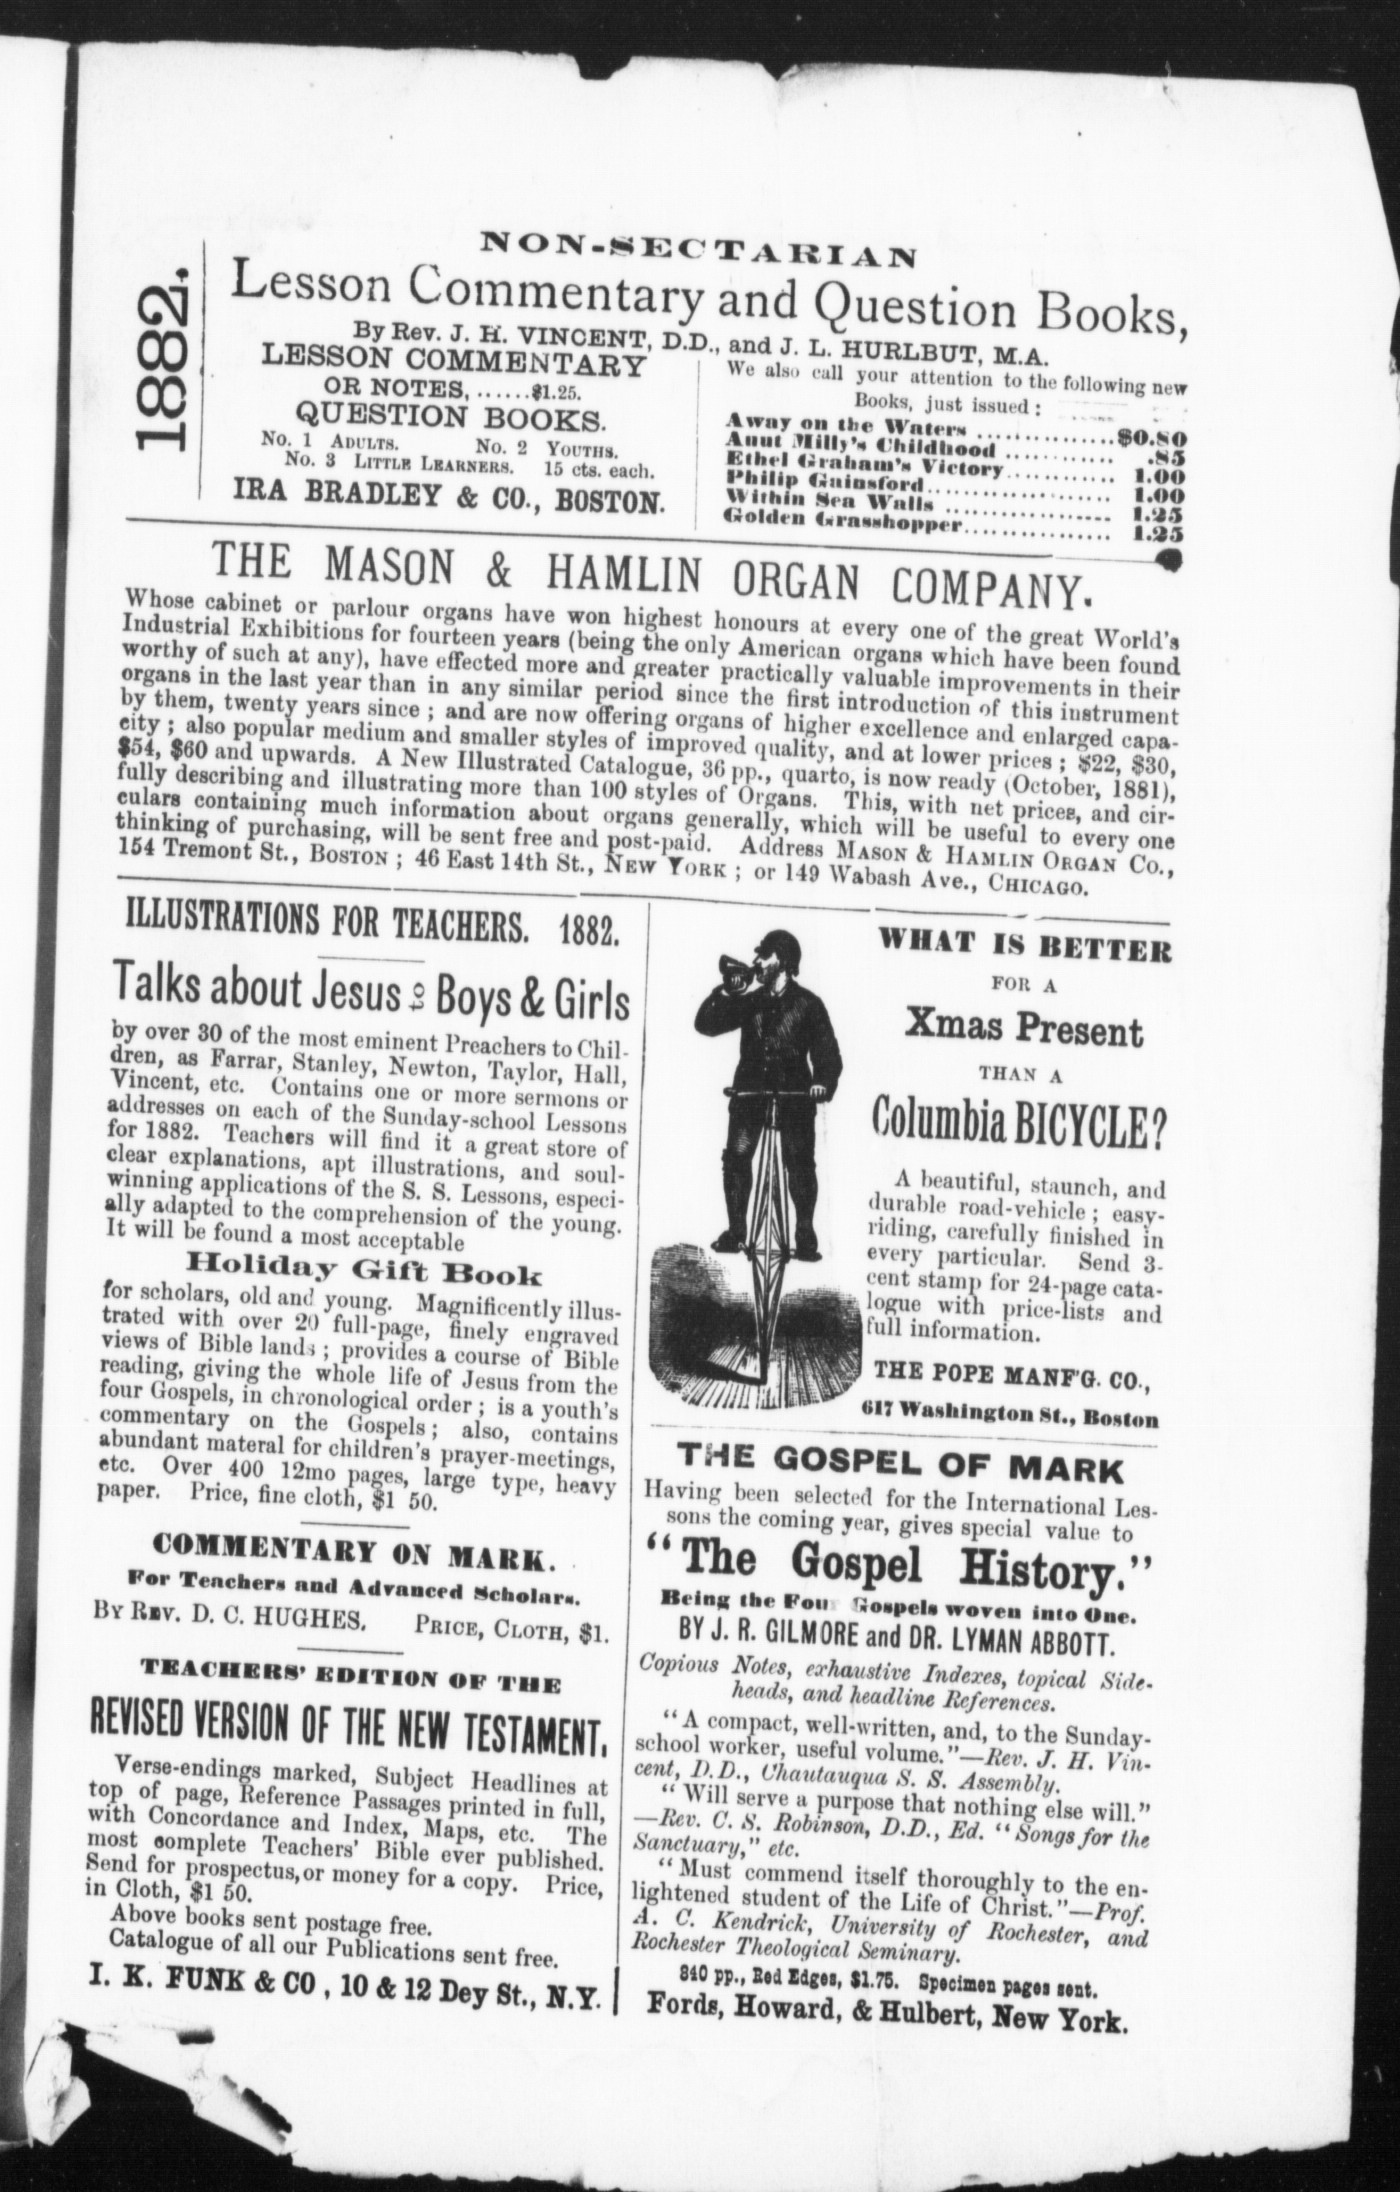 1882.
NON-SECTARIAN
Lesson Commentary and Question Books,
By Rev. J. H. VINCENT, D.D., and J. L. HURLBUT, M.A.
LESSON COMMENTARY
OR NOTES, ...... $1.25.
QUESTION BOOKS.
No. 1 ADULTS. No. 2 YOUTHS.
No. 3 LITTLE LEARNERS. 15 cts. each.
IRA BRADLEY & CO., BOSTON.
We also call your attention to the following new
Books, just issued:
Away on the Waters ............... $0.80
Aunt Milly's Childhood ............ .85
Ethel Graham's Victory ............ 1.00
Philip Gainsford .................. 1.00
Within Sea Walls .................. 1.25
Golden Grasshopper ................ 1.25
THE MASON & HAMLIN ORGAN COMPANY.
Whose cabinet or parlour organs have won highest honours at every one of the great World's
Industrial Exhibitions for fourteen years (being the only American organs which have been found
worthy of such at any), have effected more and greater practically valuable improvements in their
organs in the last year than in any similar period since the first introduction of this instrument
by them, twenty years since; and are now offering organs of higher excellence and enlarged capa-
city; also popular medium and smaller styles of improved quality, and at lower prices; $22, $30,
$54, $60 and upwards. A New Illustrated Catalogue, 36 pp., quarto, is now ready (October, 1881),
fully describing and illustrating more than 100 styles of Organs. This, with net prices, and cir-
culars containing much information about organs generally, which will be useful to every one
thinking of purchasing, will be sent free and post-paid. Address MASON & HAMLIN ORGAN CO.,
154 Tremont St., BOSTON; 46 East 14th St., NEW YORK; or 149 Wabash Ave., CHICAGO.
ILLUSTRATIONS FOR TEACHERS. 1882.
Talks about Jesus to Boys & Girls
by over 30 of the most eminent Preachers to Chil-
dren, as Farrar, Stanley, Newton, Taylor, Hall,
Vincent, etc. Contains one or more sermons or
addresses on each of the Sunday-school Lessons
for 1882. Teachers will find it a great store of
clear explanations, apt illustrations, and soul-
winning applications of the S. S. Lessons, especi-
ally adapted to the comprehension of the young.
It will be found a most acceptable
Holiday Gift Book
for scholars, old and young. Magnificently illus-
trated with over 20 full-page, finely engraved
views of Bible lands; provides a course of Bible
reading, giving the whole life of Jesus from the
four Gospels, in chronological order; is a youth's
commentary on the Gospels; also, contains
abundant materal for children's prayer-meetings,
etc. Over 400 12mo pages, large type, heavy
paper. Price, fine cloth, $1 50.
COMMENTARY ON MARK.
For Teachers and Advanced Scholars.
BY REV. D. C. HUGHES. PRICE, CLOTH, $1.
TEACHERS' EDITION OF THE
REVISED VERSION OF THE NEW TESTAMENT.
Verse-endings marked, Subject Headlines at
top of page, Reference Passages printed in full,
with Concordance and Index, Maps, etc. The
most complete Teachers' Bible ever published.
Send for prospectus, or money for a copy. Price,
in Cloth, $1 50.
Above books sent postage free.
Catalogue of all our Publications sent free.
I. K. FUNK & CO, 10 & 12 Dey St., N.Y.
WHAT IS BETTER
FOR A
Xmas Present
THAN A
Columbia BICYCLE?
A beautiful, staunch, and
durable road-vehicle; easy-
riding, carefully finished in
every particular. Send 3-
cent stamp for 24-page cata-
logue with price-lists and
full information.
THE POPE MANF'G. CO.,
617 Washington St., Boston
THE GOSPEL OF MARK
Having been selected for the International Les-
sons the coming year, gives special value to
"The Gospel History."
Being the Four Gospels woven into One.
BY J. R. GILMORE and DR. LYMAN ABBOTT.
Copious Notes, exhaustive Indexes, topical Side-
heads, and headline References.
"A compact, well-written, and, to the Sunday-
school worker, useful volume."—Rev. J. H. Vin-
cent, D.D., Chautauqua S. S. Assembly.
"Will serve a purpose that nothing else will."
—Rev. C. S. Robinson, D.D., Ed. "Songs for the
Sanctuary," etc.
"Must commend itself thoroughly to the en-
lightened student of the Life of Christ."—Prof.
A. C. Kendrick, University of Rochester, and
Rochester Theological Seminary.
840 pp., Red Edges, $1.75. Specimen pages sent.
Fords, Howard, & Hulbert, New York.